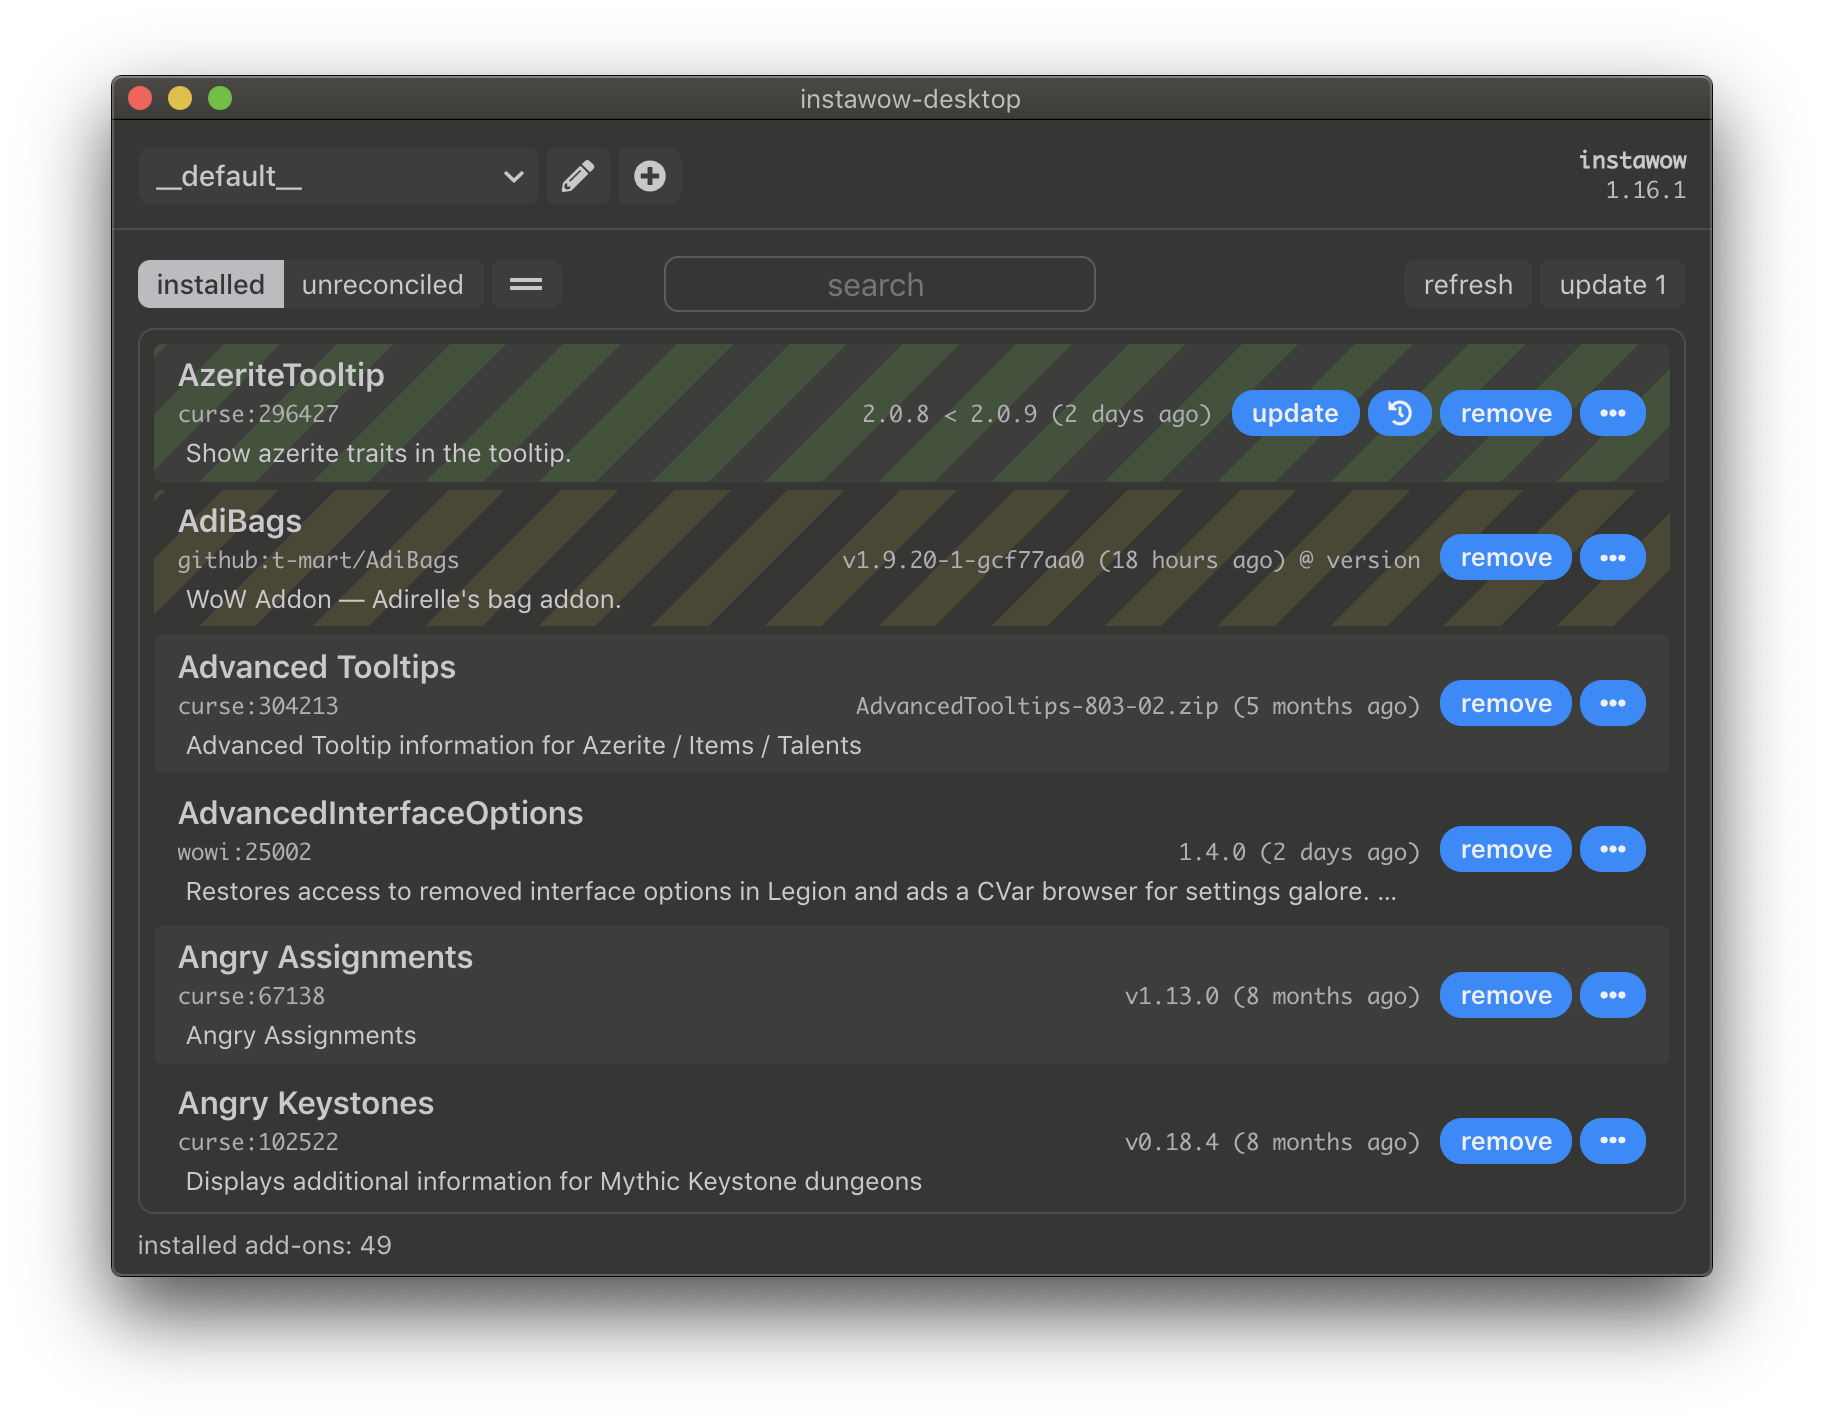 instawow-desktop
__default__
instawow
1.16.1
installed unreconciled search refresh update 1
AzeriteTooltip
curse:296427 2.0.8 < 2.0.9 (2 days ago) update remove •••
Show azerite traits in the tooltip.
AdiBags
github:t-mart/AdiBags v1.9.20-1-gcf77aa0 (18 hours ago) @ version remove •••
WoW Addon — Adirelle's bag addon.
Advanced Tooltips
curse:304213 AdvancedTooltips-803-02.zip (5 months ago) remove •••
Advanced Tooltip information for Azerite / Items / Talents
AdvancedInterfaceOptions
wowi:25002 1.4.0 (2 days ago) remove •••
Restores access to removed interface options in Legion and ads a CVar browser for settings galore. ...
Angry Assignments
curse:67138 v1.13.0 (8 months ago) remove •••
Angry Assignments
Angry Keystones
curse:102522 v0.18.4 (8 months ago) remove •••
Displays additional information for Mythic Keystone dungeons
installed add-ons: 49